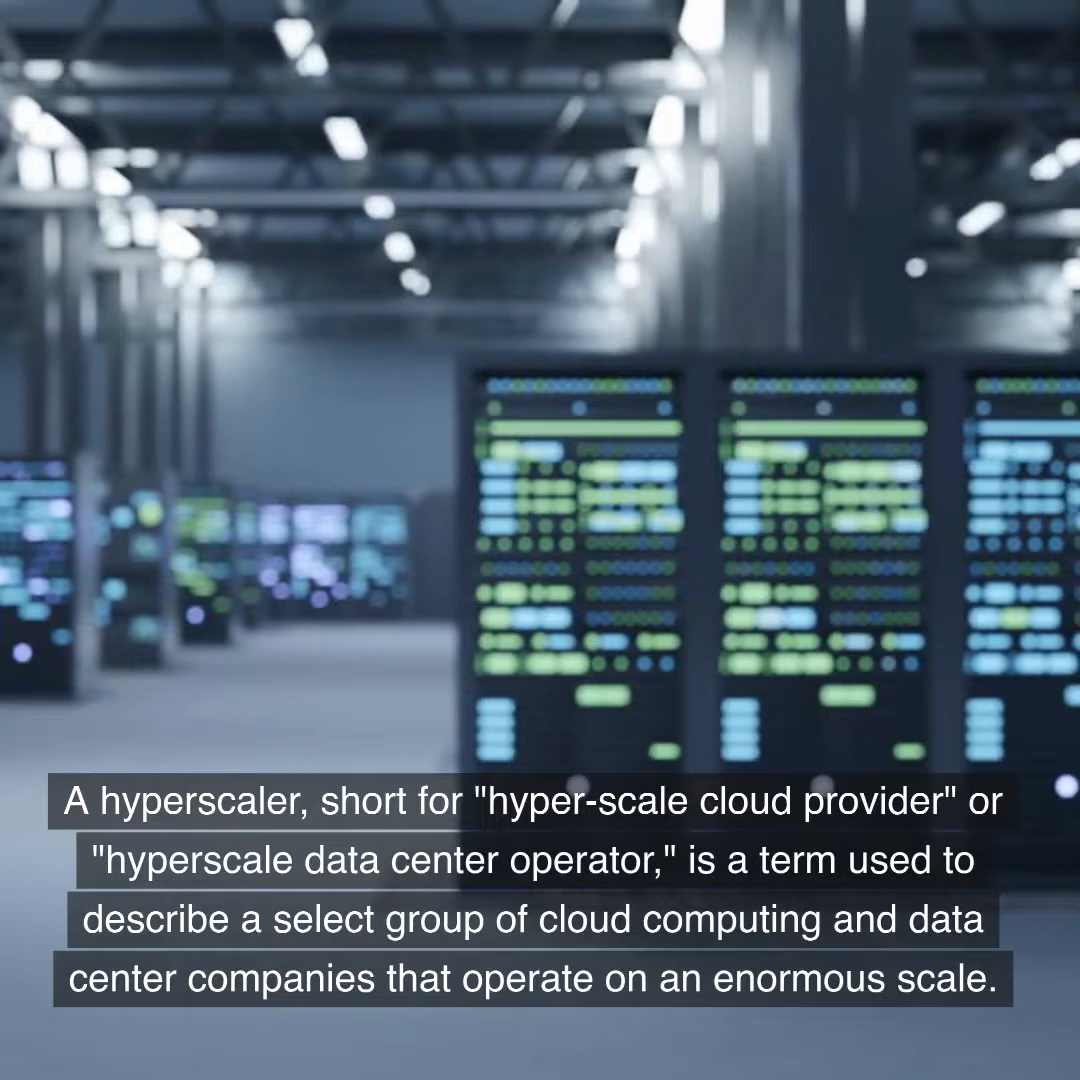 A hyperscaler, short for "hyper-scale cloud provider" or
"hyperscale data center operator," is a term used to
describe a select group of cloud computing and data
center companies that operate on an enormous scale.